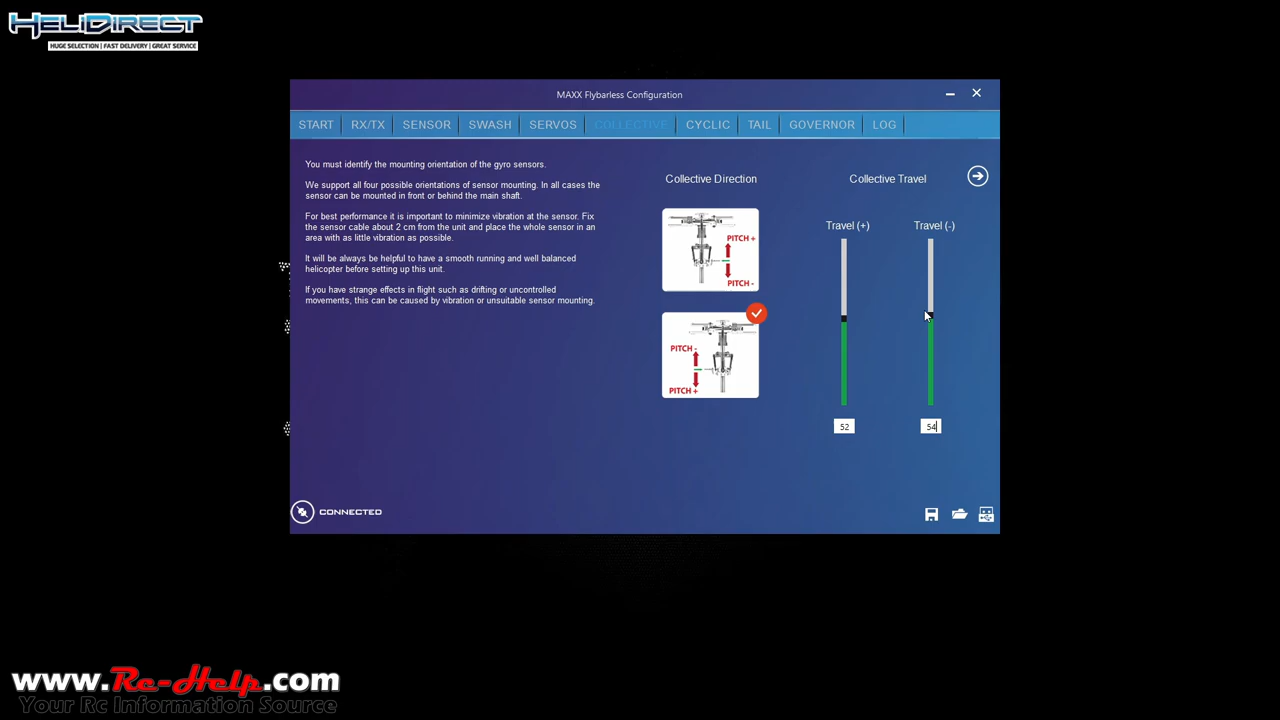 HELIDIRECT
HUGE SELECTION | FAST DELIVERY | GREAT SERVICE
MAXX Flybarless Configuration
START
RX/TX
SENSOR
SWASH
SERVOS
COLLECTIVE
CYCLIC
TAIL
GOVERNOR
LOG
You must identify the mounting orientation of the gyro sensors.
We support all four possible orientations of sensor mounting. In all cases the
sensor can be mounted in front or behind the main shaft.
For best performance it is important to minimize vibration at the sensor. Fix
the sensor cable about 2 cm from the unit and place the whole sensor in an
area with as little vibration as possible.
It will be always be helpful to have a smooth running and well balanced
helicopter before setting up this unit.
If you have strange effects in flight such as drifting or uncontrolled
movements, this can be caused by vibration or unsuitable sensor mounting.
Collective Direction
PITCH +
PITCH -
PITCH -
PITCH +
Collective Travel
Travel (+)
Travel (-)
52
54
CONNECTED
www.Rc-Help.com
Your Rc Information Source